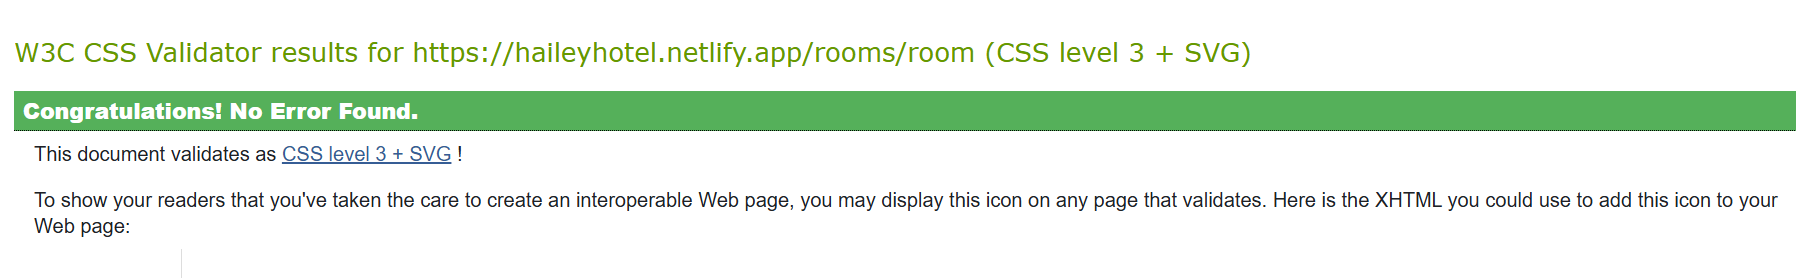 W3C CSS Validator results for https://haileyhotel.netlify.app/rooms/room (CSS level 3 + SVG)
Congratulations! No Error Found.
This document validates as CSS level 3 + SVG !
To show your readers that you've taken the care to create an interoperable Web page, you may display this icon on any page that validates. Here is the XHTML you could use to add this icon to your
Web page: